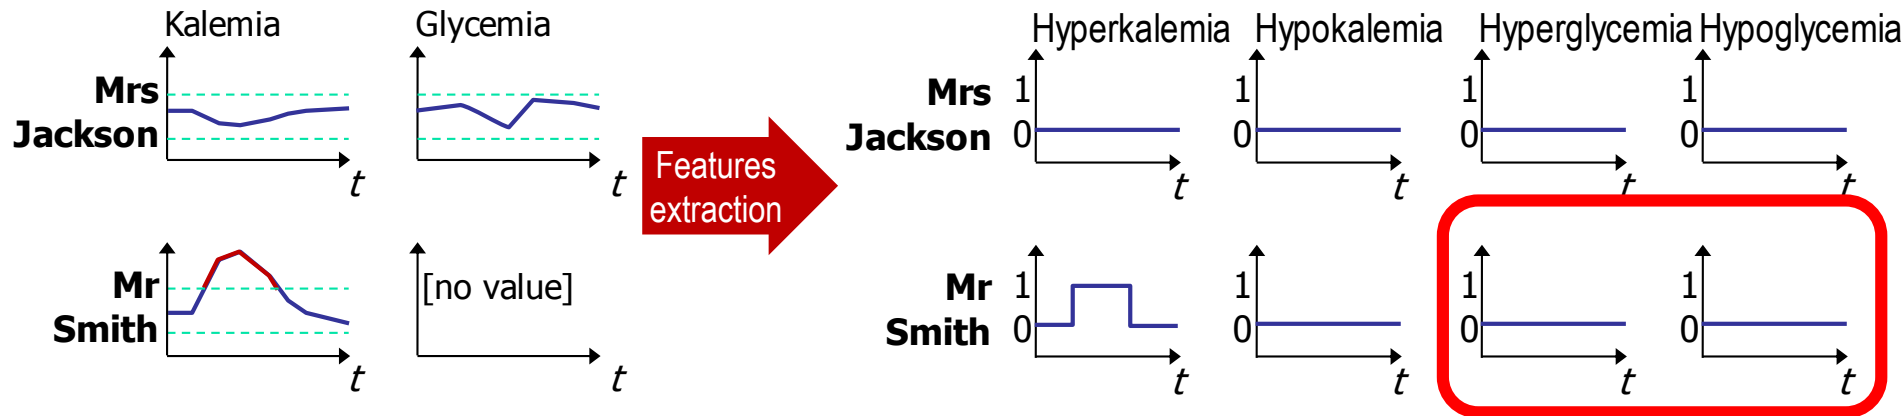 Kalemia
Glycemia
Hyperkalemia
Hypokalemia
Hyperglycemia
Hypoglycemia
Mrs
Jackson
t
t
Features
extraction
Mrs
Jackson
1
0
t
1
0
t
1
0
t
1
0
t
Mr
Smith
t
[no value]
t
Mr
Smith
1
0
t
1
0
t
1
0
t
1
0
t